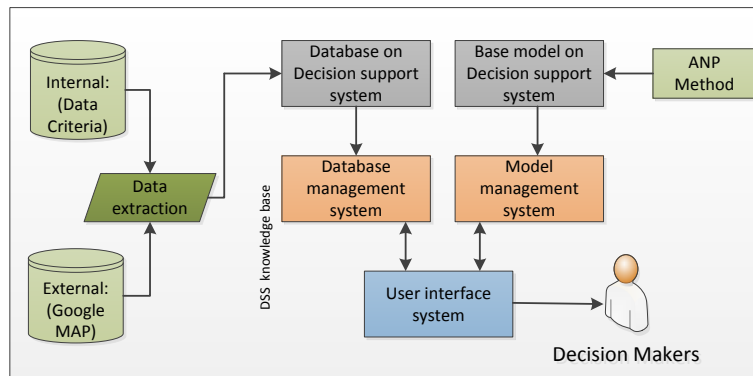 Internal:
(Data
Criteria)
Data
extraction
External:
(Google
MAP)
Database on
Decision support
system
Base model on
Decision support
system
ANP
Method
DSS knowledge base
Database
management
system
Model
management
system
User interface
system
Decision Makers